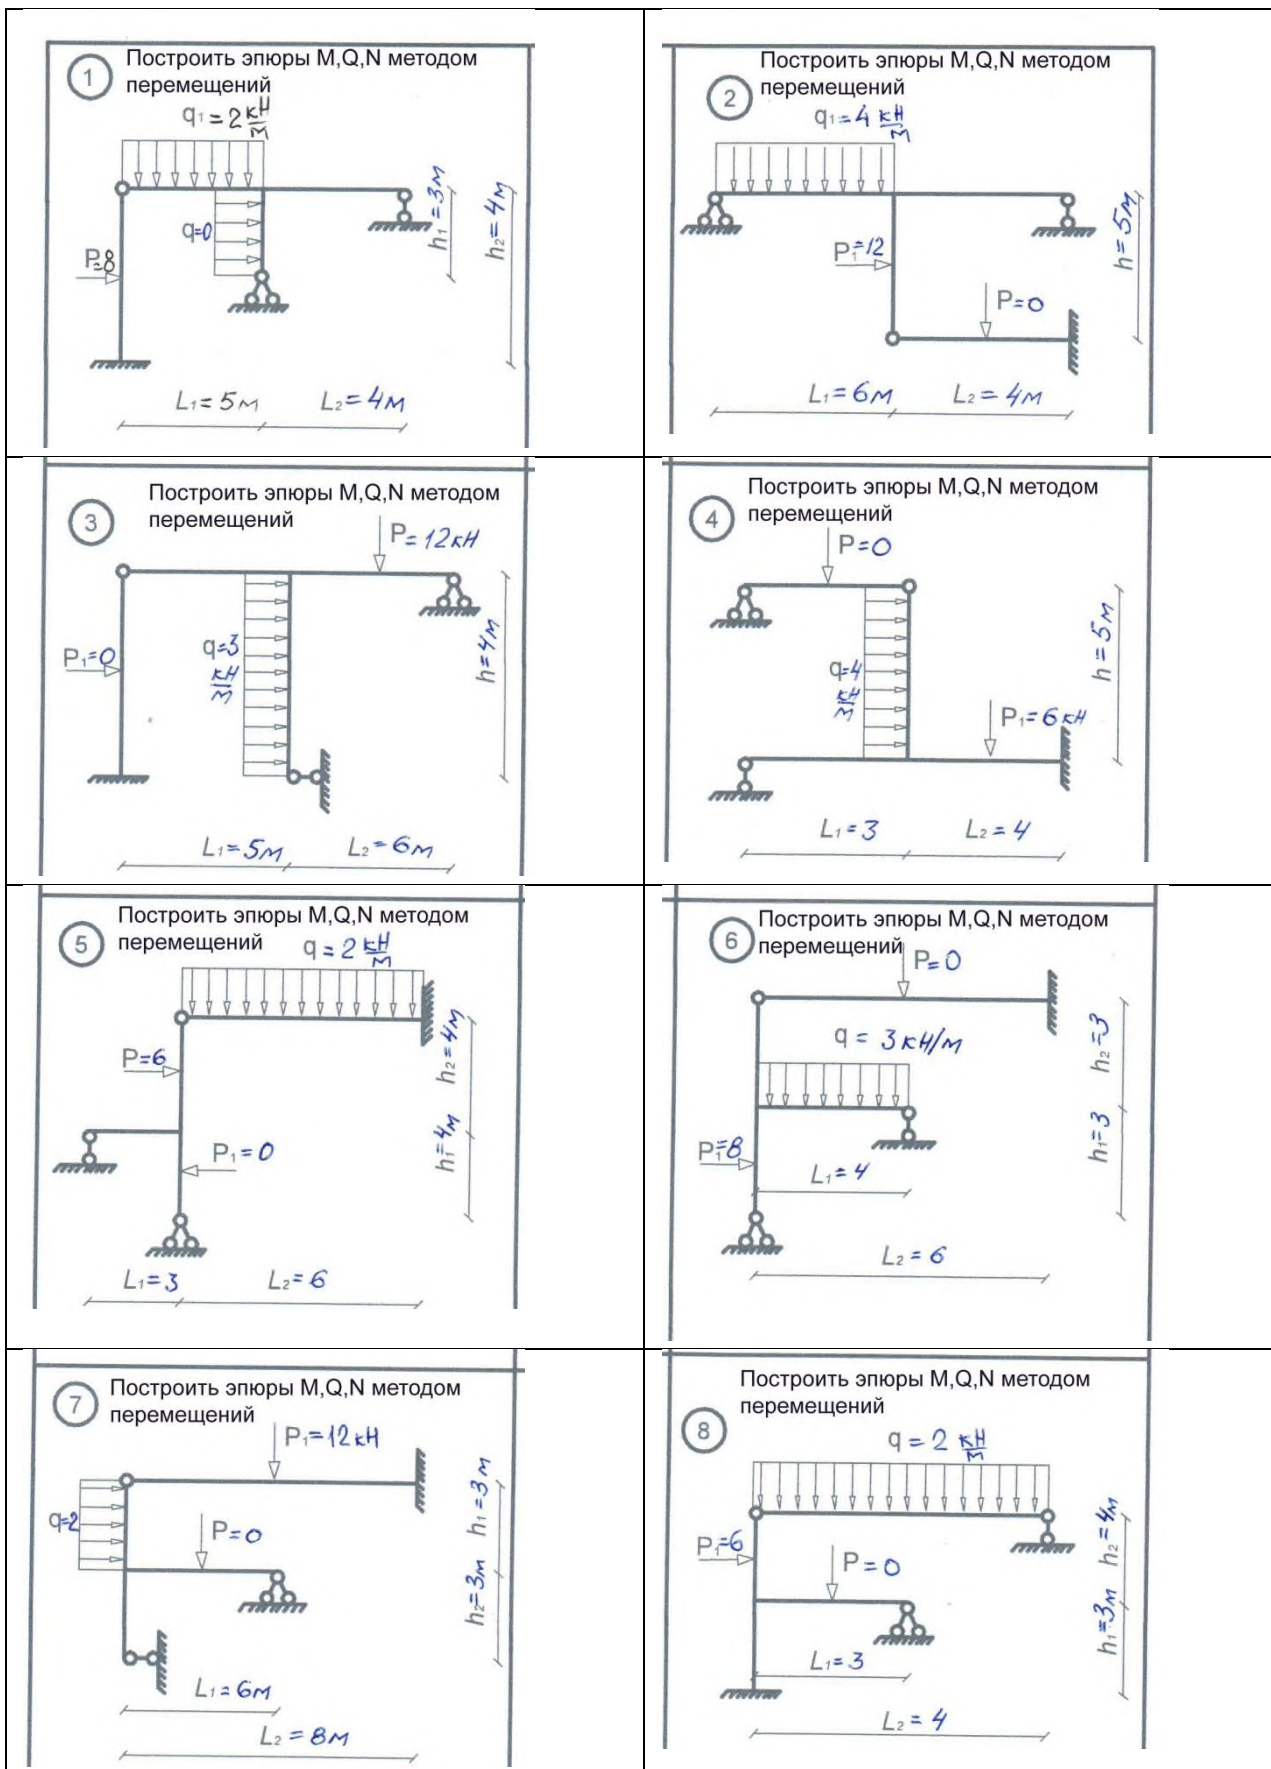 1
Построить эпюры M,Q,N методом
перемещений
q₁ = 2 кН/м
q=0
P=8
h₁ = 3м
h₂ = 4м
L₁ = 5м
L₂ = 4м
2
Построить эпюры M,Q,N методом
перемещений
q₁ = 4 кН/м
P₁=12
P=0
h = 5м
L₁ = 6м
L₂ = 4м
3
Построить эпюры M,Q,N методом
перемещений
P = 12 кН
P₁=0
q=3 кН/м
h = 4м
L₁ = 5м
L₂ = 6м
4
Построить эпюры M,Q,N методом
перемещений
P=0
q=4 кН/м
P₁ = 6 кН
h = 5м
L₁ = 3
L₂ = 4
5
Построить эпюры M,Q,N методом
перемещений
q = 2 кН/м
P=6
P₁ = 0
h₂ = 4м
h₁ = 4м
L₁ = 3
L₂ = 6
6
Построить эпюры M,Q,N методом
перемещений
P = 0
q = 3 кН/м
P₁=8
h₂ = 3
h₁ = 3
L₁ = 4
L₂ = 6
7
Построить эпюры M,Q,N методом
перемещений
P₁ = 12 кН
q=2
P = 0
h₁ = 3м
h₂ = 3м
L₁ = 6м
L₂ = 8м
8
Построить эпюры M,Q,N методом
перемещений
q = 2 кН/м
P₁=6
P = 0
h₂ = 4м
h₁ = 3м
L₁ = 3
L₂ = 4